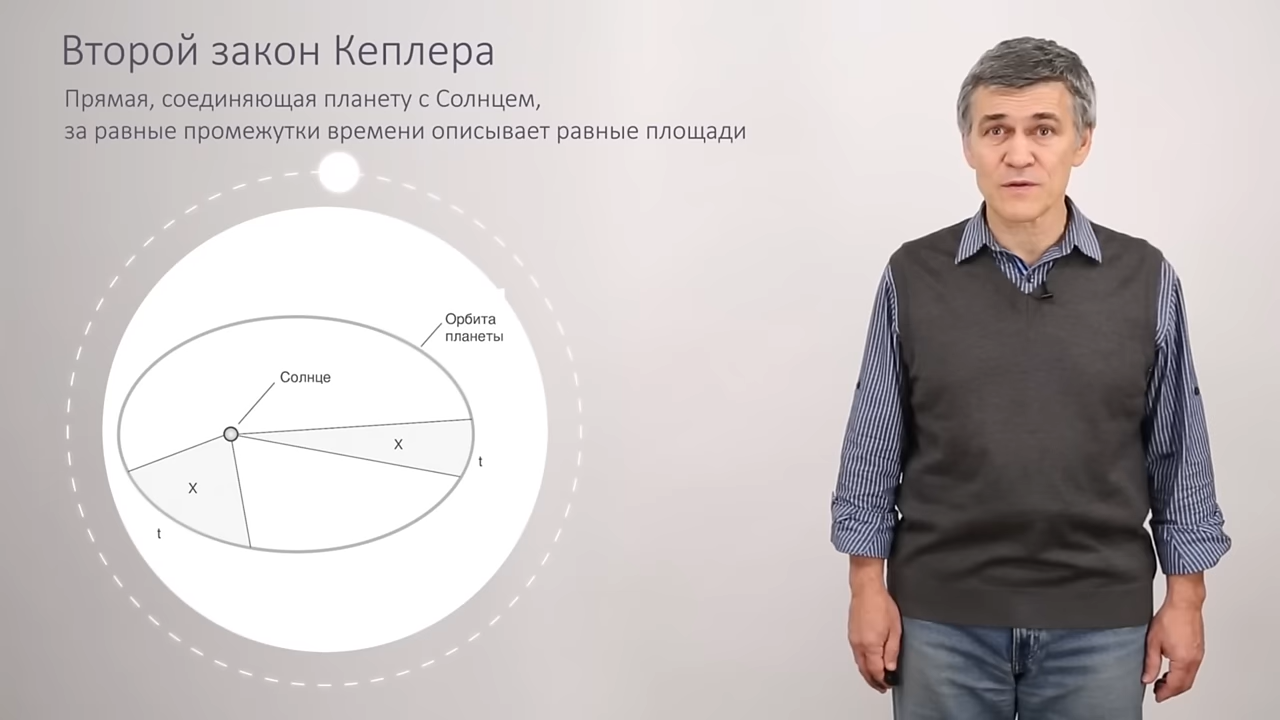 Второй закон Кеплера
Прямая, соединяющая планету с Солнцем,
за равные промежутки времени описывает равные площади
Орбита
планеты
Солнце
X
t
X
t